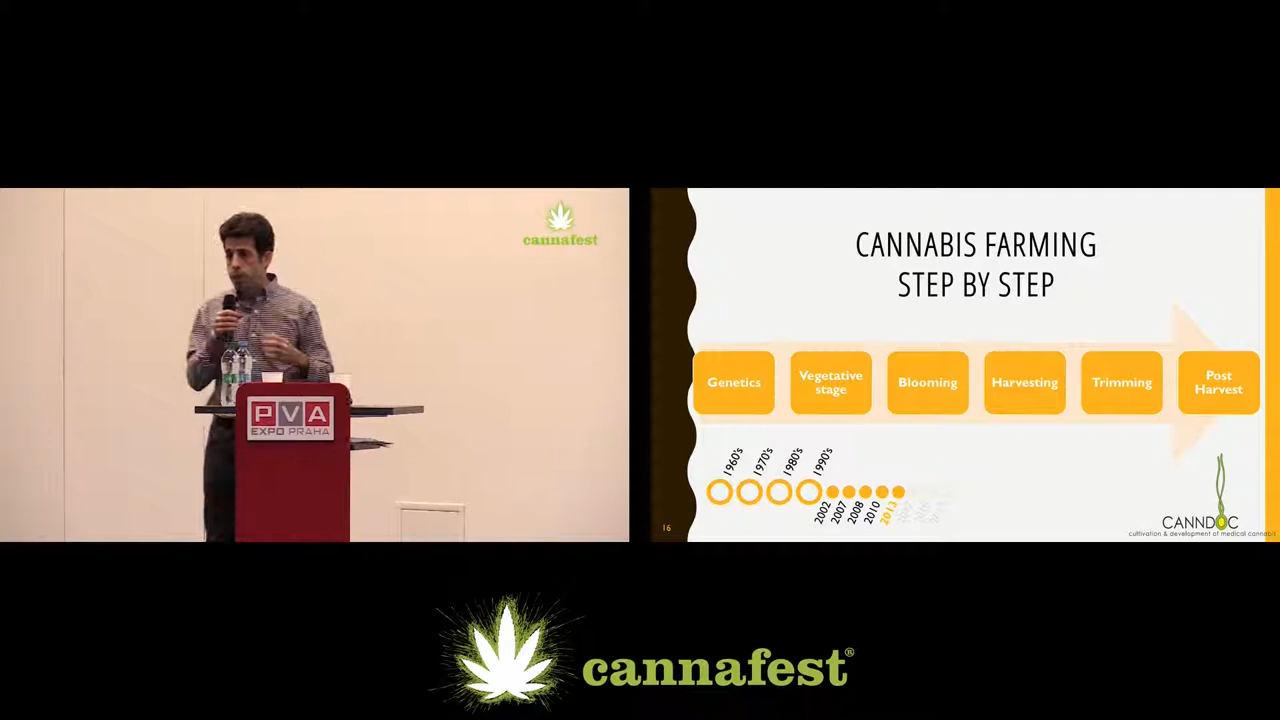 cannafest
PVA
EXPO PRAHA
CANNABIS FARMING
STEP BY STEP
Genetics
Vegetative
stage
Blooming
Harvesting
Trimming
Post
Harvest
1960's
1970's
1980's
1990's
2002
2007
2008
2010
2013
16
CANNDOC
cultivation & development of medical cannabis
cannafest®